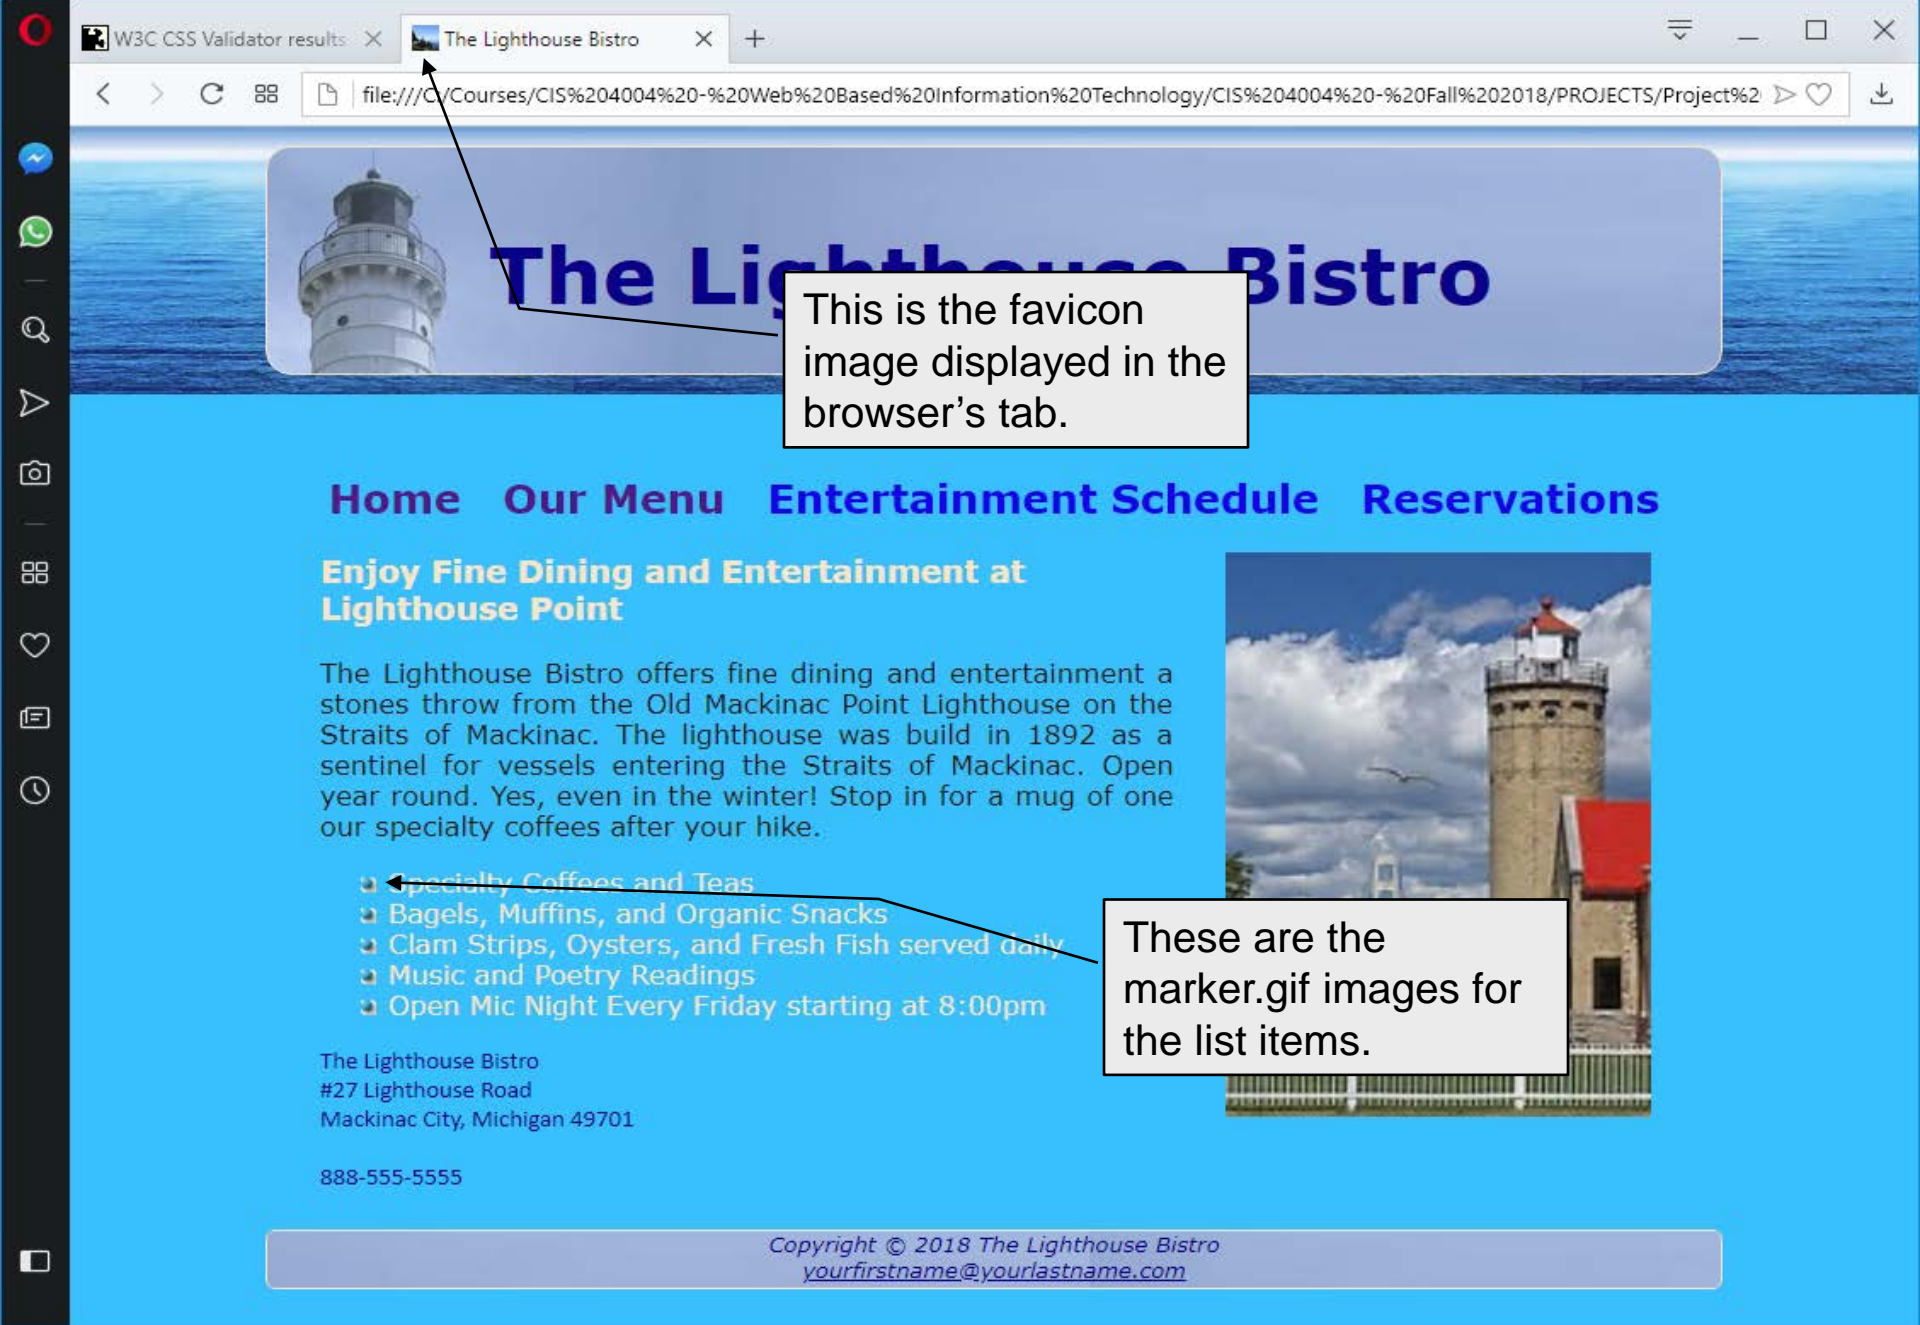 W3C CSS Validator results
The Lighthouse Bistro
file:///C:/Courses/CIS%204004%20-%20Web%20Based%20Information%20Technology/CIS%204004%20-%20Fall%202018/PROJECTS/Project%2
The Lighthouse Bistro
This is the favicon
image displayed in the
browser’s tab.
Home Our Menu Entertainment Schedule Reservations
Enjoy Fine Dining and Entertainment at
Lighthouse Point
The Lighthouse Bistro offers fine dining and entertainment a
stones throw from the Old Mackinac Point Lighthouse on the
Straits of Mackinac. The lighthouse was build in 1892 as a
sentinel for vessels entering the Straits of Mackinac. Open
year round. Yes, even in the winter! Stop in for a mug of one
our specialty coffees after your hike.
Specialty Coffees and Teas
Bagels, Muffins, and Organic Snacks
Clam Strips, Oysters, and Fresh Fish served daily
Music and Poetry Readings
Open Mic Night Every Friday starting at 8:00pm
These are the
marker.gif images for
the list items.
The Lighthouse Bistro
#27 Lighthouse Road
Mackinac City, Michigan 49701
888-555-5555
Copyright © 2018 The Lighthouse Bistro
yourfirstname@yourlastname.com